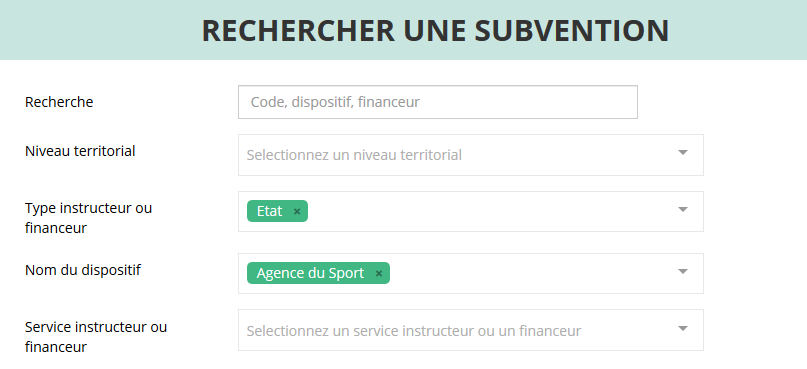 RECHERCHER UNE SUBVENTION
Recherche
Code, dispositif, financeur
Niveau territorial
Selectionnez un niveau territorial
Type instructeur ou
financeur
Etat ×
Nom du dispositif
Agence du Sport ×
Service instructeur ou
financeur
Selectionnez un service instructeur ou un financeur